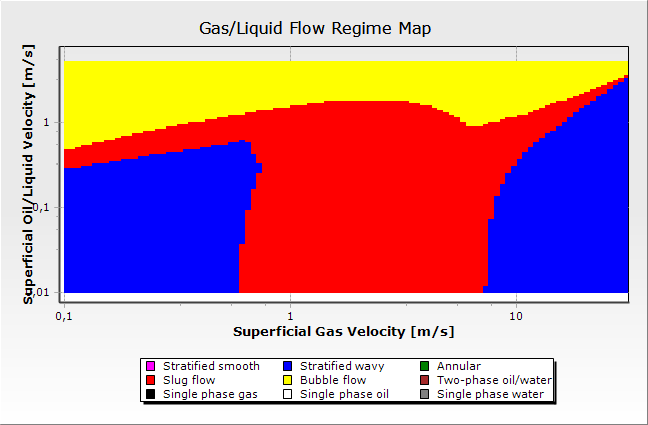 Gas/Liquid Flow Regime Map
Superficial Oil/Liquid Velocity [m/s]
1
0,1
0,01
0,1
1
10
Superficial Gas Velocity [m/s]
Stratified smooth
Stratified wavy
Annular
Slug flow
Bubble flow
Two-phase oil/water
Single phase gas
Single phase oil
Single phase water